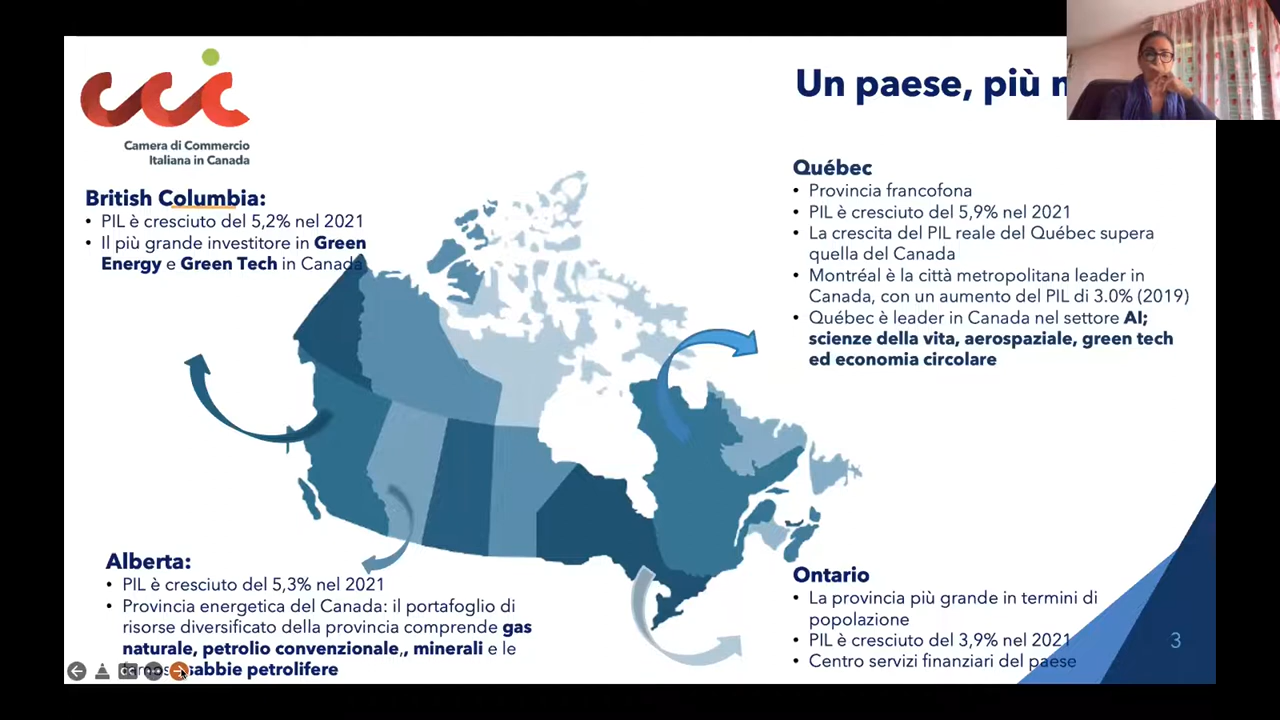 cci
Camera di Commercio
Italiana in Canada
Un paese, più
British Columbia:
• PIL è cresciuto del 5,2% nel 2021
• Il più grande investitore in Green
Energy e Green Tech in Canada
Québec
• Provincia francofona
• PIL è cresciuto del 5,9% nel 2021
• La crescita del PIL reale del Québec supera
quella del Canada
• Montréal è la città metropolitana leader in
Canada, con un aumento del PIL di 3.0% (2019)
• Québec è leader in Canada nel settore AI;
scienze della vita, aerospaziale, green tech
ed economia circolare
Alberta:
• PIL è cresciuto del 5,3% nel 2021
• Provincia energetica del Canada: il portafoglio di
risorse diversificato della provincia comprende gas
naturale, petrolio convenzionale,, minerali e le
sabbie petrolifere
Ontario
• La provincia più grande in termini di
popolazione
• PIL è cresciuto del 3,9% nel 2021
• Centro servizi finanziari del paese
3